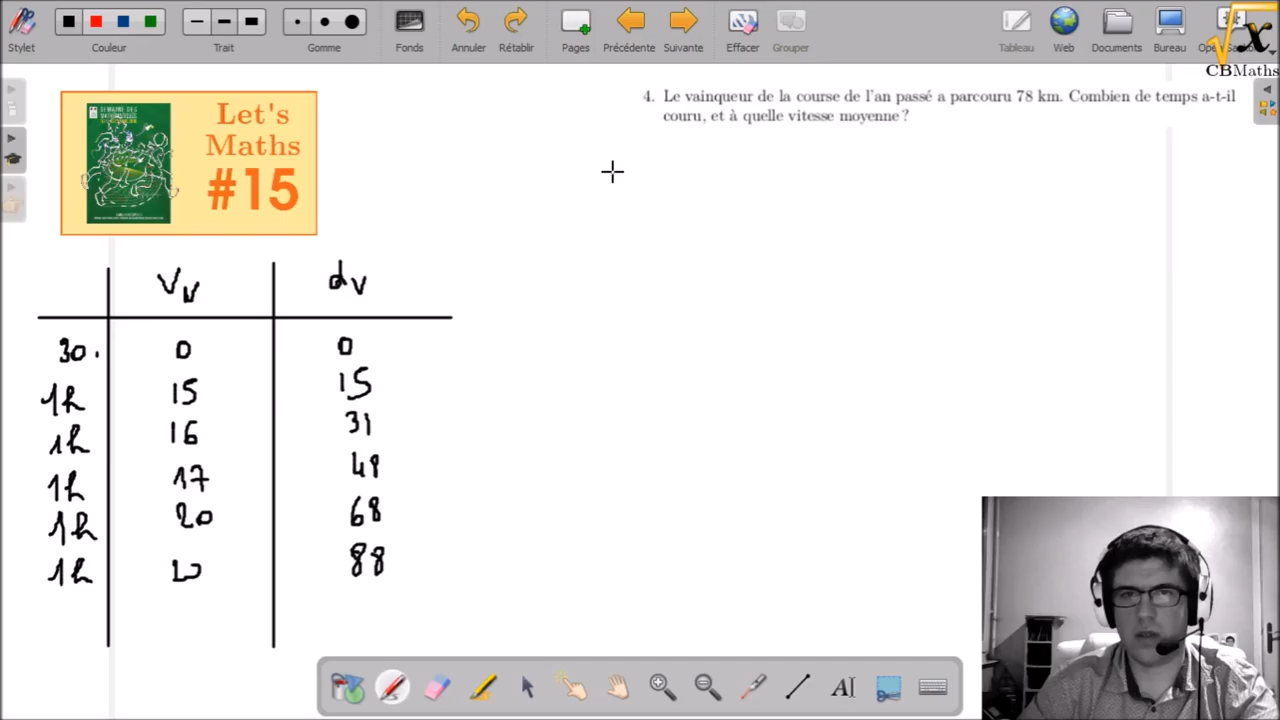 Stylet
Couleur
Trait
Gomme
Fonds
Annuler
Rétablir
Pages
Précédente
Suivante
Effacer
Grouper
Tableau
Web
Documents
Bureau
x
CBMaths
Let's
Maths
#15
4. Le vainqueur de la course de l'an passé a parcouru 78 km. Combien de temps a-t-il
couru, et à quelle vitesse moyenne ?
Vv dv
30. 0 0
1h 15 15
1h 16 31
1h 17 48
1h 20 68
1h 20 88
AI